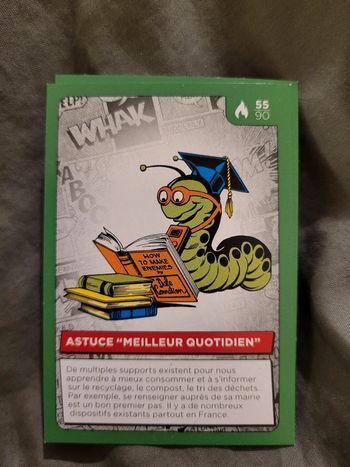 HELP!
WHAK
55
90
HOW
TO MAKE
ENEMIES
by
ASTUCE “MEILLEUR QUOTIDIEN”
De multiples supports existent pour nous
apprendre à mieux consommer et à s'informer
sur le recyclage, le compost, le tri des déchets.
Par exemple, se renseigner auprès de sa mairie
est un bon premier pas. Il y a de nombreux
dispositifs existants partout en France.